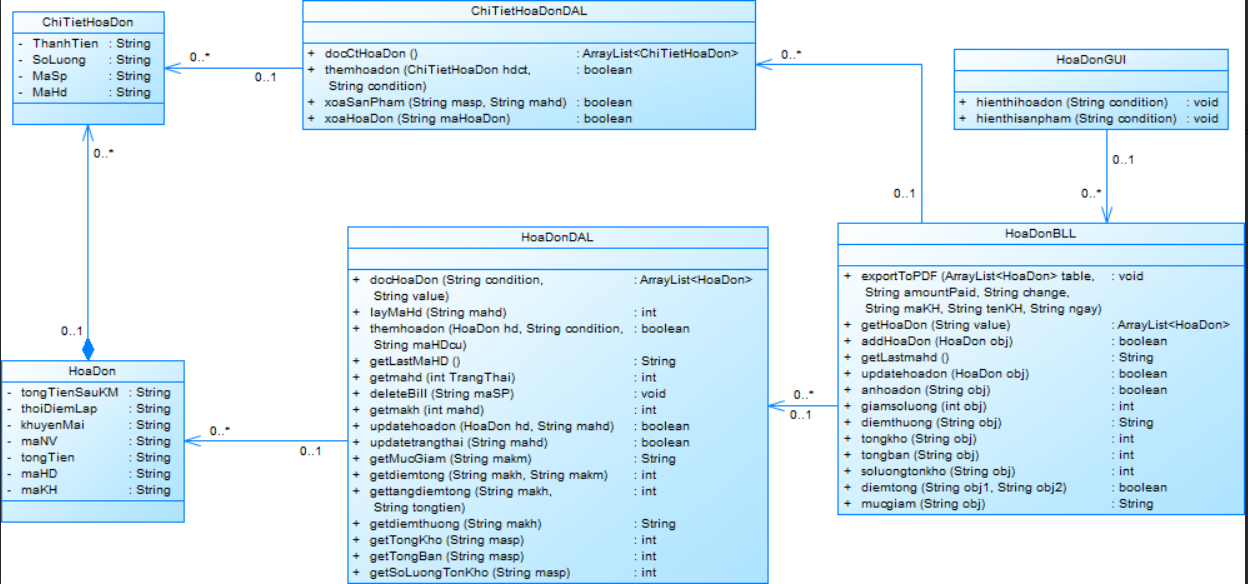 ChiTietHoaDon
- ThanhTien : String
- SoLuong : String
- MaSp : String
- MaHd : String
0..*
0..1
ChiTietHoaDonDAL
+ docCtHoaDon () : ArrayList<ChiTietHoaDon>
+ themhoadon (ChiTietHoaDon hdct, : boolean
String condition)
+ xoaSanPham (String masp, String mahd) : boolean
+ xoaHoaDon (String maHoaDon) : boolean
0..*
0..1
HoaDonGUI
+ hienthihoadon (String condition) : void
+ hienthisanpham (String condition) : void
0..1
0..*
0..*
0..1
HoaDon
- tongTienSauKM : String
- thoiDiemLap : String
- khuyenMai : String
- maNV : String
- tongTien : String
- maHD : String
- maKH : String
0..*
0..1
HoaDonDAL
+ docHoaDon (String condition, : ArrayList<HoaDon>
String value)
+ layMaHd (String mahd) : int
+ themhoadon (HoaDon hd, String condition, : boolean
String maHDcu)
+ getLastMaHD () : String
+ getmahd (int TrangThai) : int
+ deleteBill (String maSP) : void
+ getmakh (int mahd) : int
+ updatehoadon (HoaDon hd, String mahd) : boolean
+ updatetrangthai (String mahd) : boolean
+ getMucGiam (String makm) : String
+ getdiemtong (String makh, String makm) : int
+ gettangdiemtong (String makh, : int
String tongtien)
+ getdiemthuong (String makh) : String
+ getTongKho (String masp) : int
+ getTongBan (String masp) : int
+ getSoLuongTonKho (String masp) : int
0..*
0..1
HoaDonBLL
+ exportToPDF (ArrayList<HoaDon> table, : void
String amountPaid, String change,
String maKH, String tenKH, String ngay)
+ getHoaDon (String value) : ArrayList<HoaDon>
+ addHoaDon (HoaDon obj) : boolean
+ getLastmahd () : String
+ updatehoadon (HoaDon obj) : boolean
+ anhoadon (String obj) : boolean
+ giamsoluong (int obj) : int
+ diemthuong (String obj) : String
+ tongkho (String obj) : int
+ tongban (String obj) : int
+ soluongtonkho (String obj) : int
+ diemtong (String obj1, String obj2) : boolean
+ mucgiam (String obj) : String